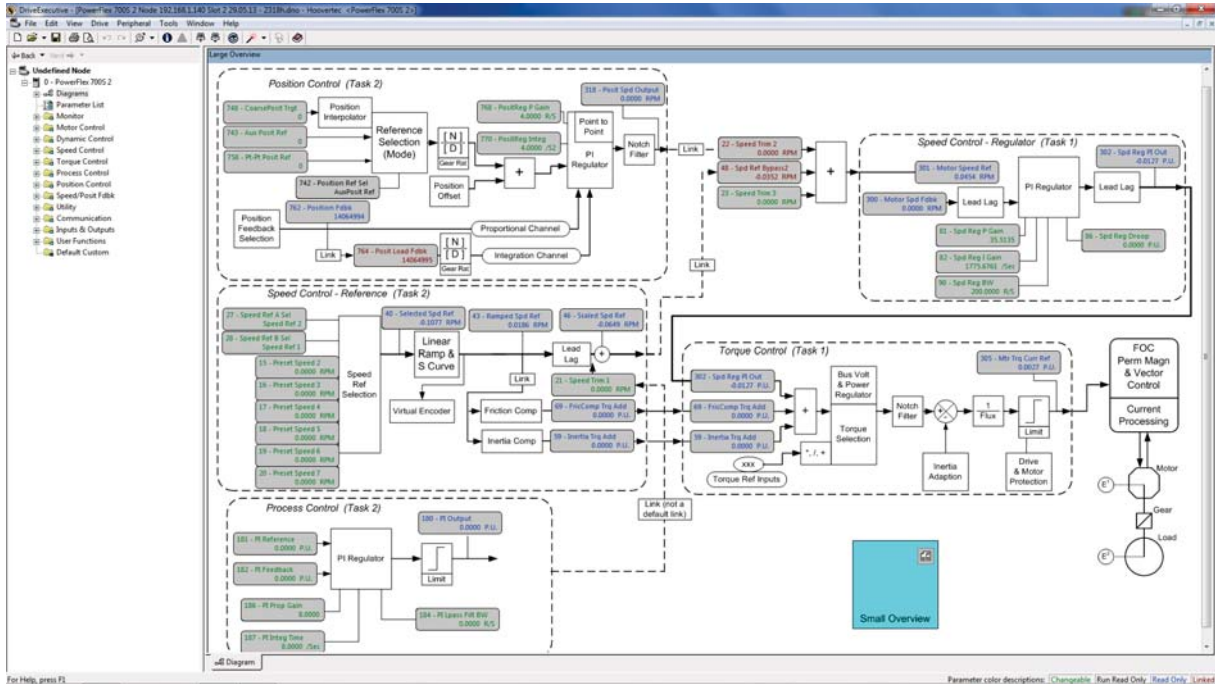 DriveExecutive - [PowerFlex 700S 2 Node 192.168.1.140 Slot 2 29.05.13 - 2318h.dno - Hoovertec <PowerFlex 700S 2>]
File Edit View Drive Peripheral Tools Window Help
Back Next
Undefined Node
0 - PowerFlex 700S 2
Diagrams
Parameter List
Monitor
Motor Control
Dynamic Control
Speed Control
Torque Control
Process Control
Position Control
Speed/Posit Fdbk
Utility
Communication
Inputs & Outputs
User Functions
Default Custom
Large Overview
Position Control (Task 2)
746 - CoarsePosit Trgt
0
743 - Aux Posit Ref
0
758 - Pt-Pt Posit Ref
0
Position
Interpolator
Reference
Selection
(Mode)
742 - Position Ref Sel
AuxPosit Ref
[N]
[D]
Gear Rat
Position
Offset
+
768 - PositReg P Gain
4.0000 R/S
770 - PositReg Integ
4.0000 /S2
318 - Posit Spd Output
0.0000 RPM
Point to
Point
PI
Regulator
Notch
Filter
Link
762 - Position Fdbk
14064994
Position
Feedback
Selection
Proportional Channel
Link
764 - Posit Load Fdbk
14064995
[N]
[D]
Gear Rat
Integration Channel
22 - Speed Trim 2
0.0000 RPM
48 - Spd Ref Bypass2
-0.0352 RPM
23 - Speed Trim 3
0.0000 RPM
+
Link
Speed Control - Regulator (Task 1)
302 - Spd Reg PI Out
-0.0127 P.U.
301 - Motor Speed Ref
0.0454 RPM
300 - Motor Spd Fdbk
0.0000 RPM
Lead Lag
PI Regulator
Lead Lag
81 - Spd Reg P Gain
35.5135
86 - Spd Reg Droop
0.0000 P.U.
82 - Spd Reg I Gain
1775.6761 /Sec
90 - Spd Reg BW
200.0000 R/S
Speed Control - Reference (Task 2)
27 - Speed Ref A Sel
Speed Ref 2
28 - Speed Ref B Sel
Speed Ref 1
15 - Preset Speed 2
0.0000 RPM
16 - Preset Speed 3
0.0000 RPM
17 - Preset Speed 4
0.0000 RPM
18 - Preset Speed 5
0.0000 RPM
19 - Preset Speed 6
0.0000 RPM
20 - Preset Speed 7
0.0000 RPM
Speed
Ref
Selection
40 - Selected Spd Ref
-0.1077 RPM
43 - Ramped Spd Ref
0.0186 RPM
46 - Scaled Spd Ref
-0.0649 RPM
Linear
Ramp &
S Curve
Lead
Lag
+
Link
21 - Speed Trim 1
0.0000 RPM
Virtual Encoder
Friction Comp
69 - FricComp Trq Add
0.0000 P.U.
Inertia Comp
59 - Inertia Trq Add
0.0000 P.U.
Torque Control (Task 1)
302 - Spd Reg PI Out
-0.0127 P.U.
69 - FricComp Trq Add
0.0000 P.U.
59 - Inertia Trq Add
0.0000 P.U.
+
*, /, +
xxx
Torque Ref Inputs
Bus Volt
& Power
Regulator
Torque
Selection
Notch
Filter
Inertia
Adaption
1
Flux
305 - Mtr Trq Curr Ref
0.0027 P.U.
Limit
Drive
& Motor
Protection
FOC
Perm Magn
& Vector
Control
Current
Processing
Motor
Gear
Load
Link (not a
default link)
Process Control (Task 2)
181 - PI Reference
0.0000 P.U.
182 - PI Feedback
0.0000 P.U.
186 - PI Prop Gain
8.0000
187 - PI Integ Time
8.0000 /Sec
PI Regulator
180 - PI Output
0.0000 P.U.
Limit
184 - PI Lpass Filt BW
0.0000 R/S
Small Overview
Diagram
For Help, press F1
Parameter color descriptions: Changeable Run Read Only Read Only Linked